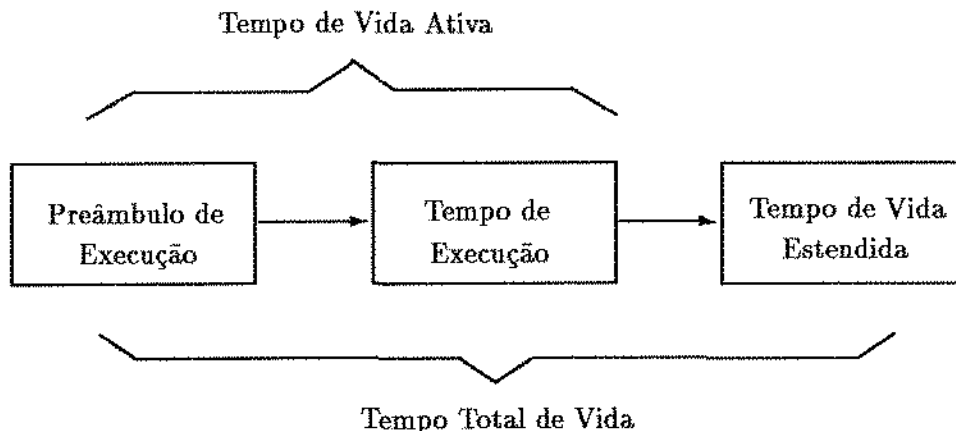 Tempo de Vida Ativa
Preâmbulo de
Execução
Tempo de
Execução
Tempo de Vida
Estendida
Tempo Total de Vida